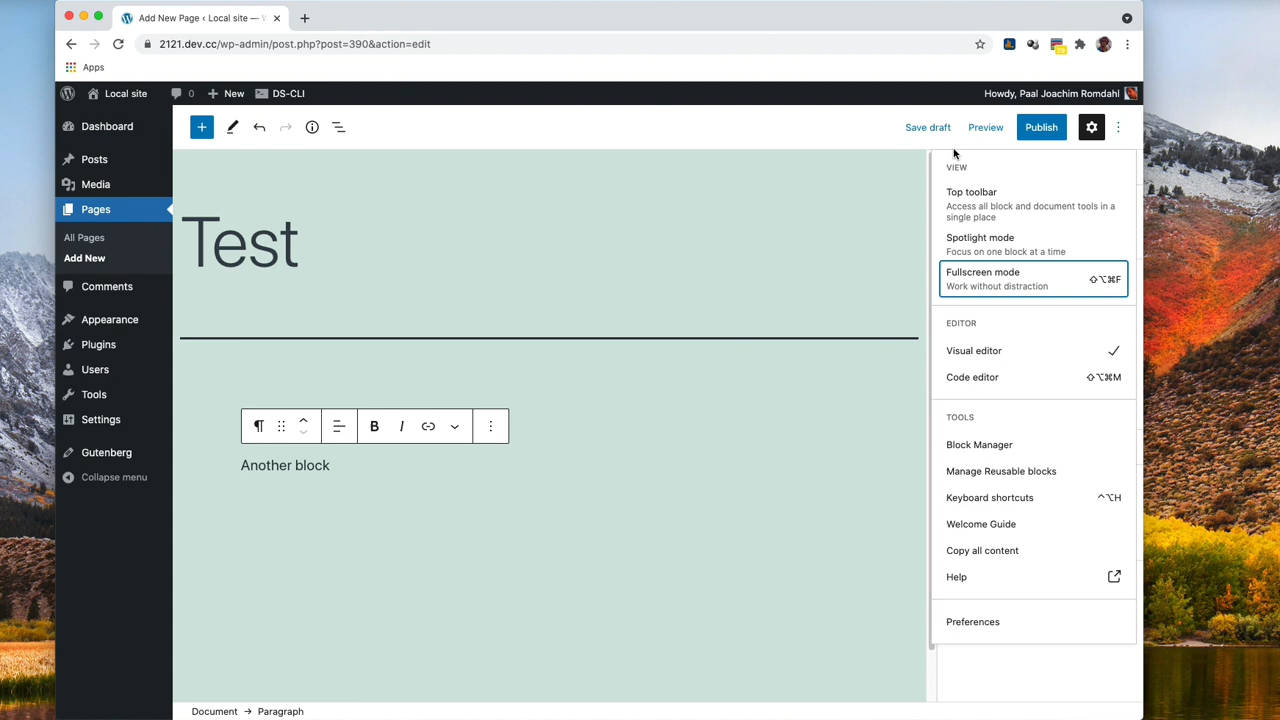 Add New Page ‹ Local site —
2121.dev.cc/wp-admin/post.php?post=390&action=edit
Apps
Local site
0
New
DS-CLI
Howdy, Paal Joachim Romdahl
Dashboard
Posts
Media
Pages
All Pages
Add New
Comments
Appearance
Plugins
Users
Tools
Settings
Gutenberg
Collapse menu
Save draft
Preview
Publish
Test
B I
Another block
VIEW
Top toolbar
Access all block and document tools in a
single place
Spotlight mode
Focus on one block at a time
Fullscreen mode
⇧⌥⌘F
Work without distraction
EDITOR
Visual editor
Code editor ⇧⌥⌘M
TOOLS
Block Manager
Manage Reusable blocks
Keyboard shortcuts ^⌥H
Welcome Guide
Copy all content
Help
Preferences
Document → Paragraph